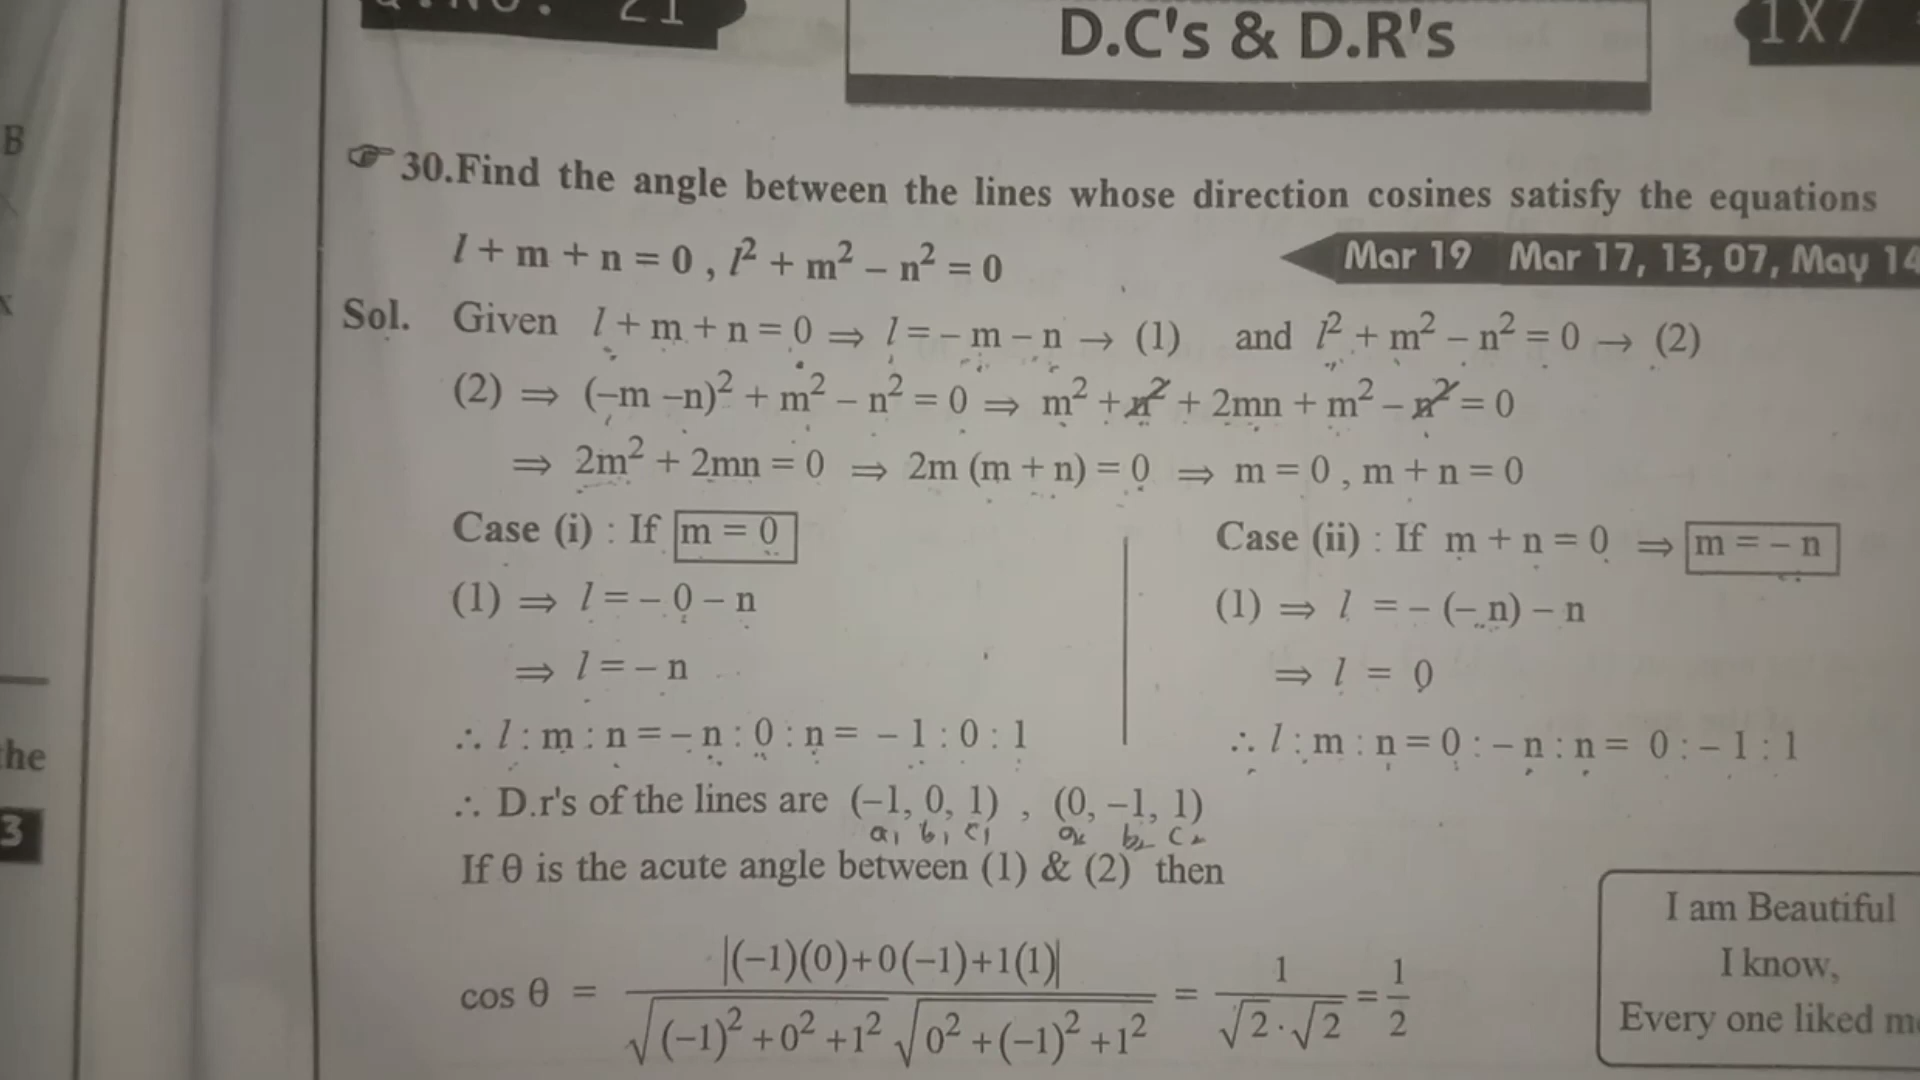 21
D.C's & D.R's
1X7
B
30.Find the angle between the lines whose direction cosines satisfy the equations
l + m + n = 0 , l² + m² – n² = 0
Mar 19 Mar 17, 13, 07, May 14
Sol. Given l + m + n = 0 ⇒ l = – m – n → (1) and l² + m² – n² = 0 → (2)
(2) ⇒ (–m –n)² + m² – n² = 0 ⇒ m² + n² + 2mn + m² – n² = 0
⇒ 2m² + 2mn = 0 ⇒ 2m (m + n) = 0 ⇒ m = 0 , m + n = 0
Case (i) : If m = 0
(1) ⇒ l = – 0 – n
⇒ l = – n
∴ l : m : n = – n : 0 : n = – 1 : 0 : 1
Case (ii) : If m + n = 0 ⇒ m = – n
(1) ⇒ l = – (– n) – n
⇒ l = 0
∴ l : m : n = 0 : – n : n = 0 : – 1 : 1
∴ D.r's of the lines are (–1, 0, 1) , (0, –1, 1)
a₁ b₁ c₁ a₂ b₂ c₂
If θ is the acute angle between (1) & (2) then
cos θ = |(–1)(0)+0(–1)+1(1)| / √(–1)² +0² +1² √0² +(–1)² +1² = 1 / √2 · √2 = 1 / 2
he
3
I am Beautiful
I know,
Every one liked